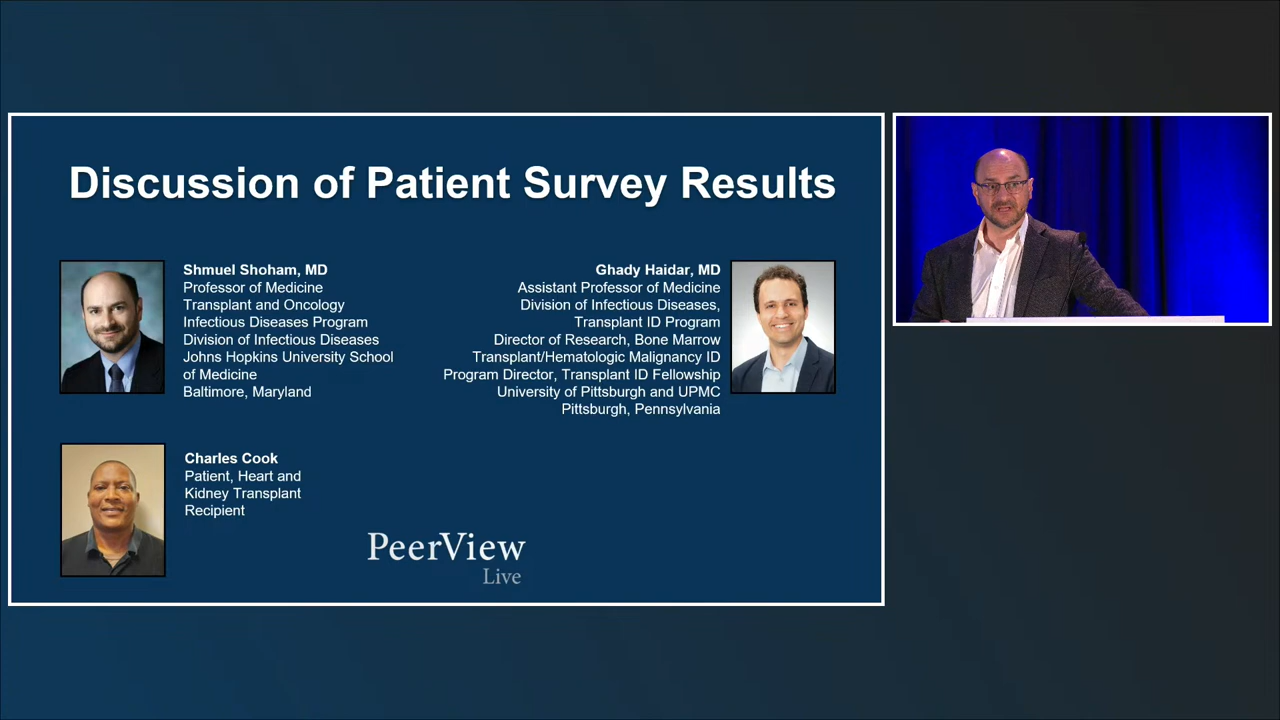 Discussion of Patient Survey Results
Shmuel Shoham, MD
Professor of Medicine
Transplant and Oncology
Infectious Diseases Program
Division of Infectious Diseases
Johns Hopkins University School
of Medicine
Baltimore, Maryland
Ghady Haidar, MD
Assistant Professor of Medicine
Division of Infectious Diseases,
Transplant ID Program
Director of Research, Bone Marrow
Transplant/Hematologic Malignancy ID
Program Director, Transplant ID Fellowship
University of Pittsburgh and UPMC
Pittsburgh, Pennsylvania
Charles Cook
Patient, Heart and
Kidney Transplant
Recipient
PeerView
Live